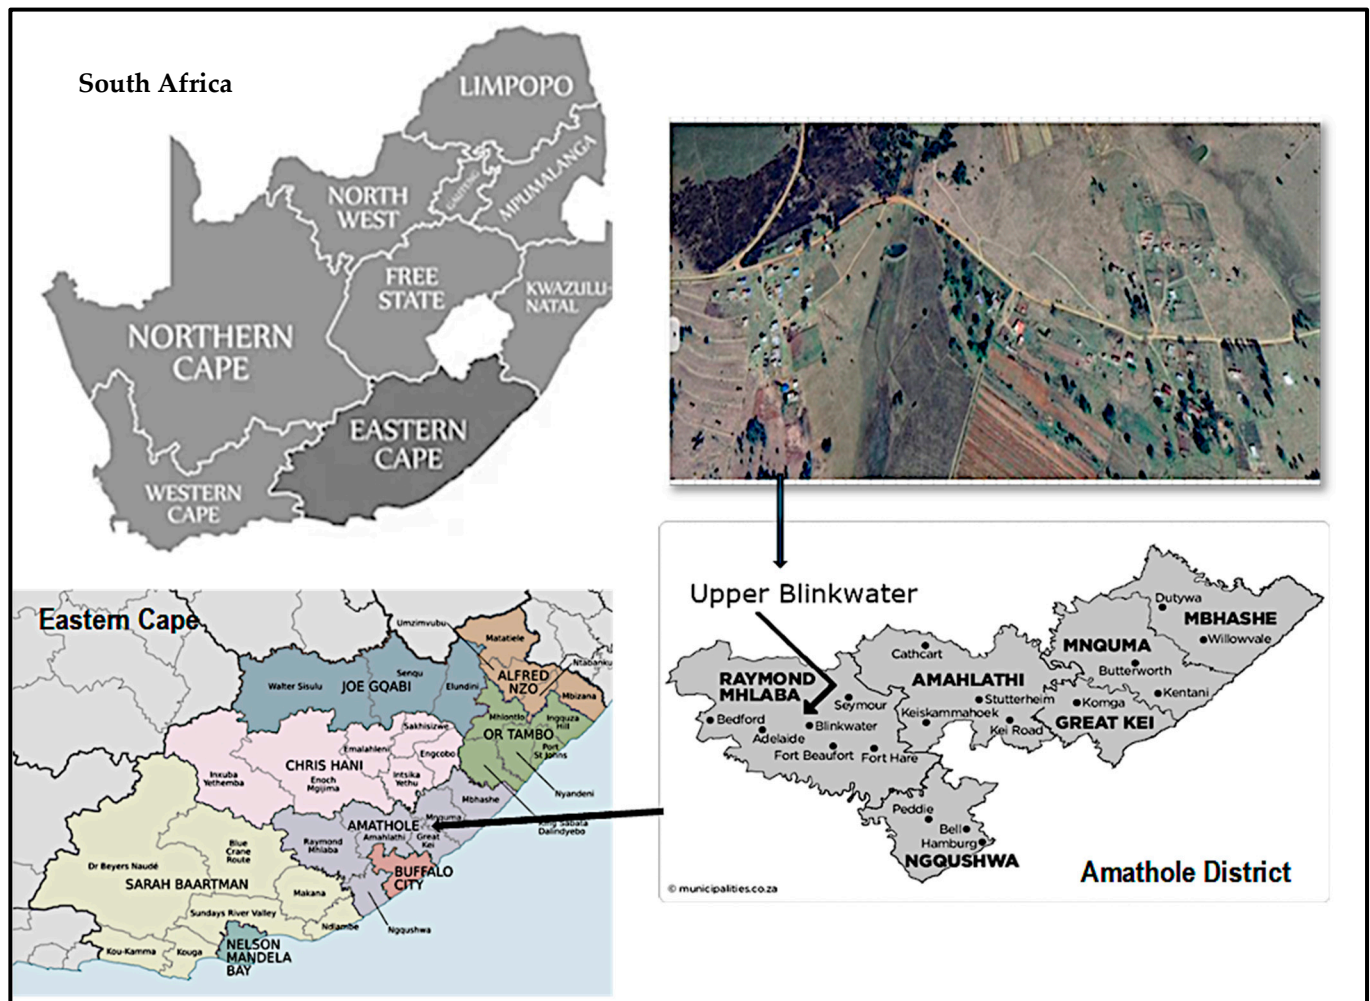 South Africa
LIMPOPO
MPUMALANGA
GAUTENG
NORTH
WEST
FREE
STATE
KWAZULU-
NATAL
NORTHERN
CAPE
EASTERN
CAPE
WESTERN
CAPE
Upper Blinkwater
Dutywa
MBHASHE
Willowvale
MNQUMA
Butterworth
Kentani
Cathcart
RAYMOND
MHLABA
AMAHLATHI
Seymour
Stutterheim
Komga
Keiskammahoek
GREAT KEI
Bedford
Blinkwater
Kei Road
Adelaide
Fort Beaufort
Fort Hare
Peddie
Bell
Hamburg
NGQUSHWA
© municipalities.co.za
Amathole District
Eastern Cape
Umzimvubu
Matatiele
Ntabanku
ALFRED
NZO
Mbizana
Walter Sisulu
JOE GQABI
Senqu
Elundini
Mhlontlo
Ingquza
Hill
OR TAMBO
Port
St Johns
Sakhisizwe
Emalahleni
Engcobo
CHRIS HANI
Inxuba
Yethemba
Enoch
Mgijima
Intsika
Yethu
Nyandeni
Mbhashe
King Sabata
Dalindyebo
Mnquma
AMATHOLE
Amahlathi
Great
Kei
Raymond
Mhlaba
BUFFALO
CITY
Blue
Crane
Route
Dr Beyers Naudé
SARAH BAARTMAN
Makana
Sundays River Valley
Ndlambe
Ngqushwa
Kou-Kamma
Kouga
NELSON
MANDELA
BAY